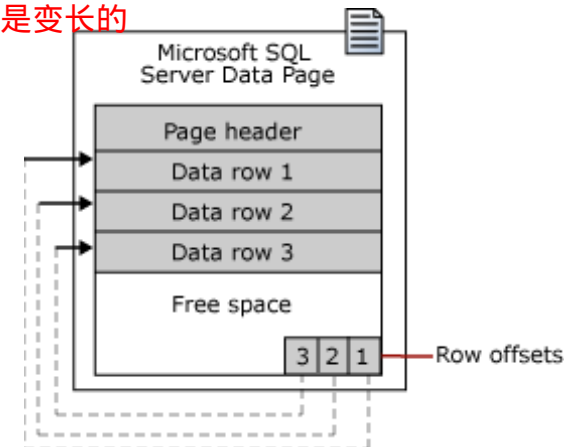 是变长的
Microsoft SQL
Server Data Page
Page header
Data row 1
Data row 2
Data row 3
Free space
3 2 1
Row offsets